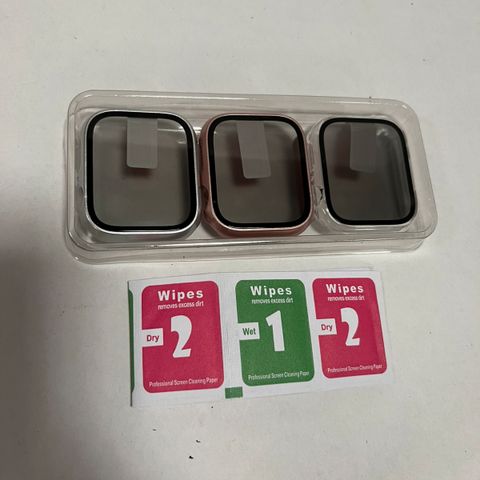 Wipes
removes excess dirt
Dry
2
Professional Screen Cleaning Paper
Wipes
removes excess dirt
Wet
1
Professional Screen Cleaning Paper
Wipes
removes excess dirt
Dry
2
Professional Screen Cleaning Paper